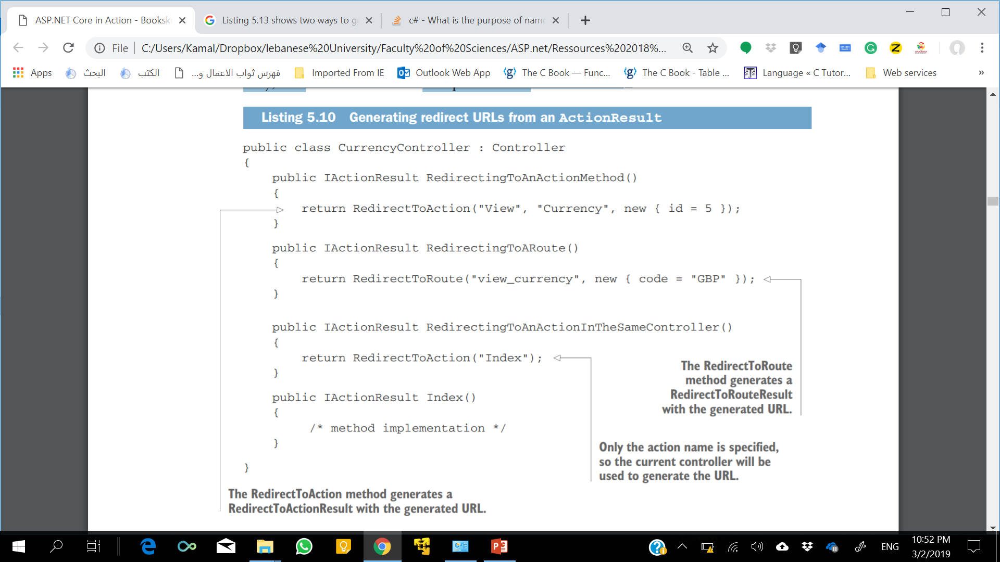 ASP.NET Core in Action - Booksk
Listing 5.13 shows two ways to g
c# - What is the purpose of name
File
C:/Users/Kamal/Dropbox/lebanese%20University/Faculty%20of%20Sciences/ASP.net/Ressources%202018%...
Apps
البحث
الكتب
فهرس ثواب الاعمال و...
Imported From IE
Outlook Web App
The C Book — Func...
The C Book - Table ...
Language « C Tutor...
Web services
»
Listing 5.10 Generating redirect URLs from an ActionResult
public class CurrencyController : Controller
{
public IActionResult RedirectingToAnActionMethod()
{
return RedirectToAction("View", "Currency", new { id = 5 });
}
public IActionResult RedirectingToARoute()
{
return RedirectToRoute("view_currency", new { code = "GBP" });
}
public IActionResult RedirectingToAnActionInTheSameController()
{
return RedirectToAction("Index");
}
public IActionResult Index()
{
/* method implementation */
}
}
The RedirectToRoute
method generates a
RedirectToRouteResult
with the generated URL.
Only the action name is specified,
so the current controller will be
used to generate the URL.
The RedirectToAction method generates a
RedirectToActionResult with the generated URL.
ENG
10:52 PM
3/2/2019